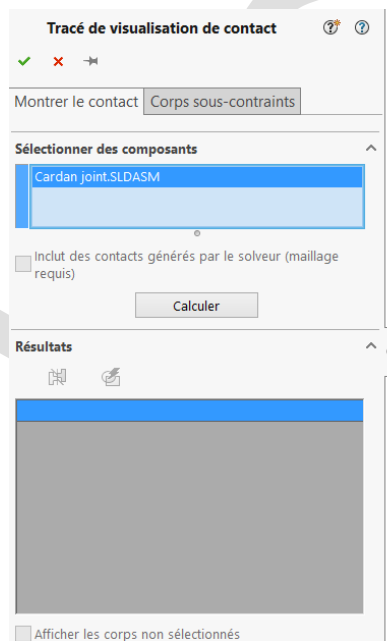 Tracé de visualisation de contact
Montrer le contact Corps sous-contraints
Sélectionner des composants
Cardan joint.SLDASM
Inclut des contacts générés par le solveur (maillage
requis)
Calculer
Résultats
Afficher les corps non sélectionnés